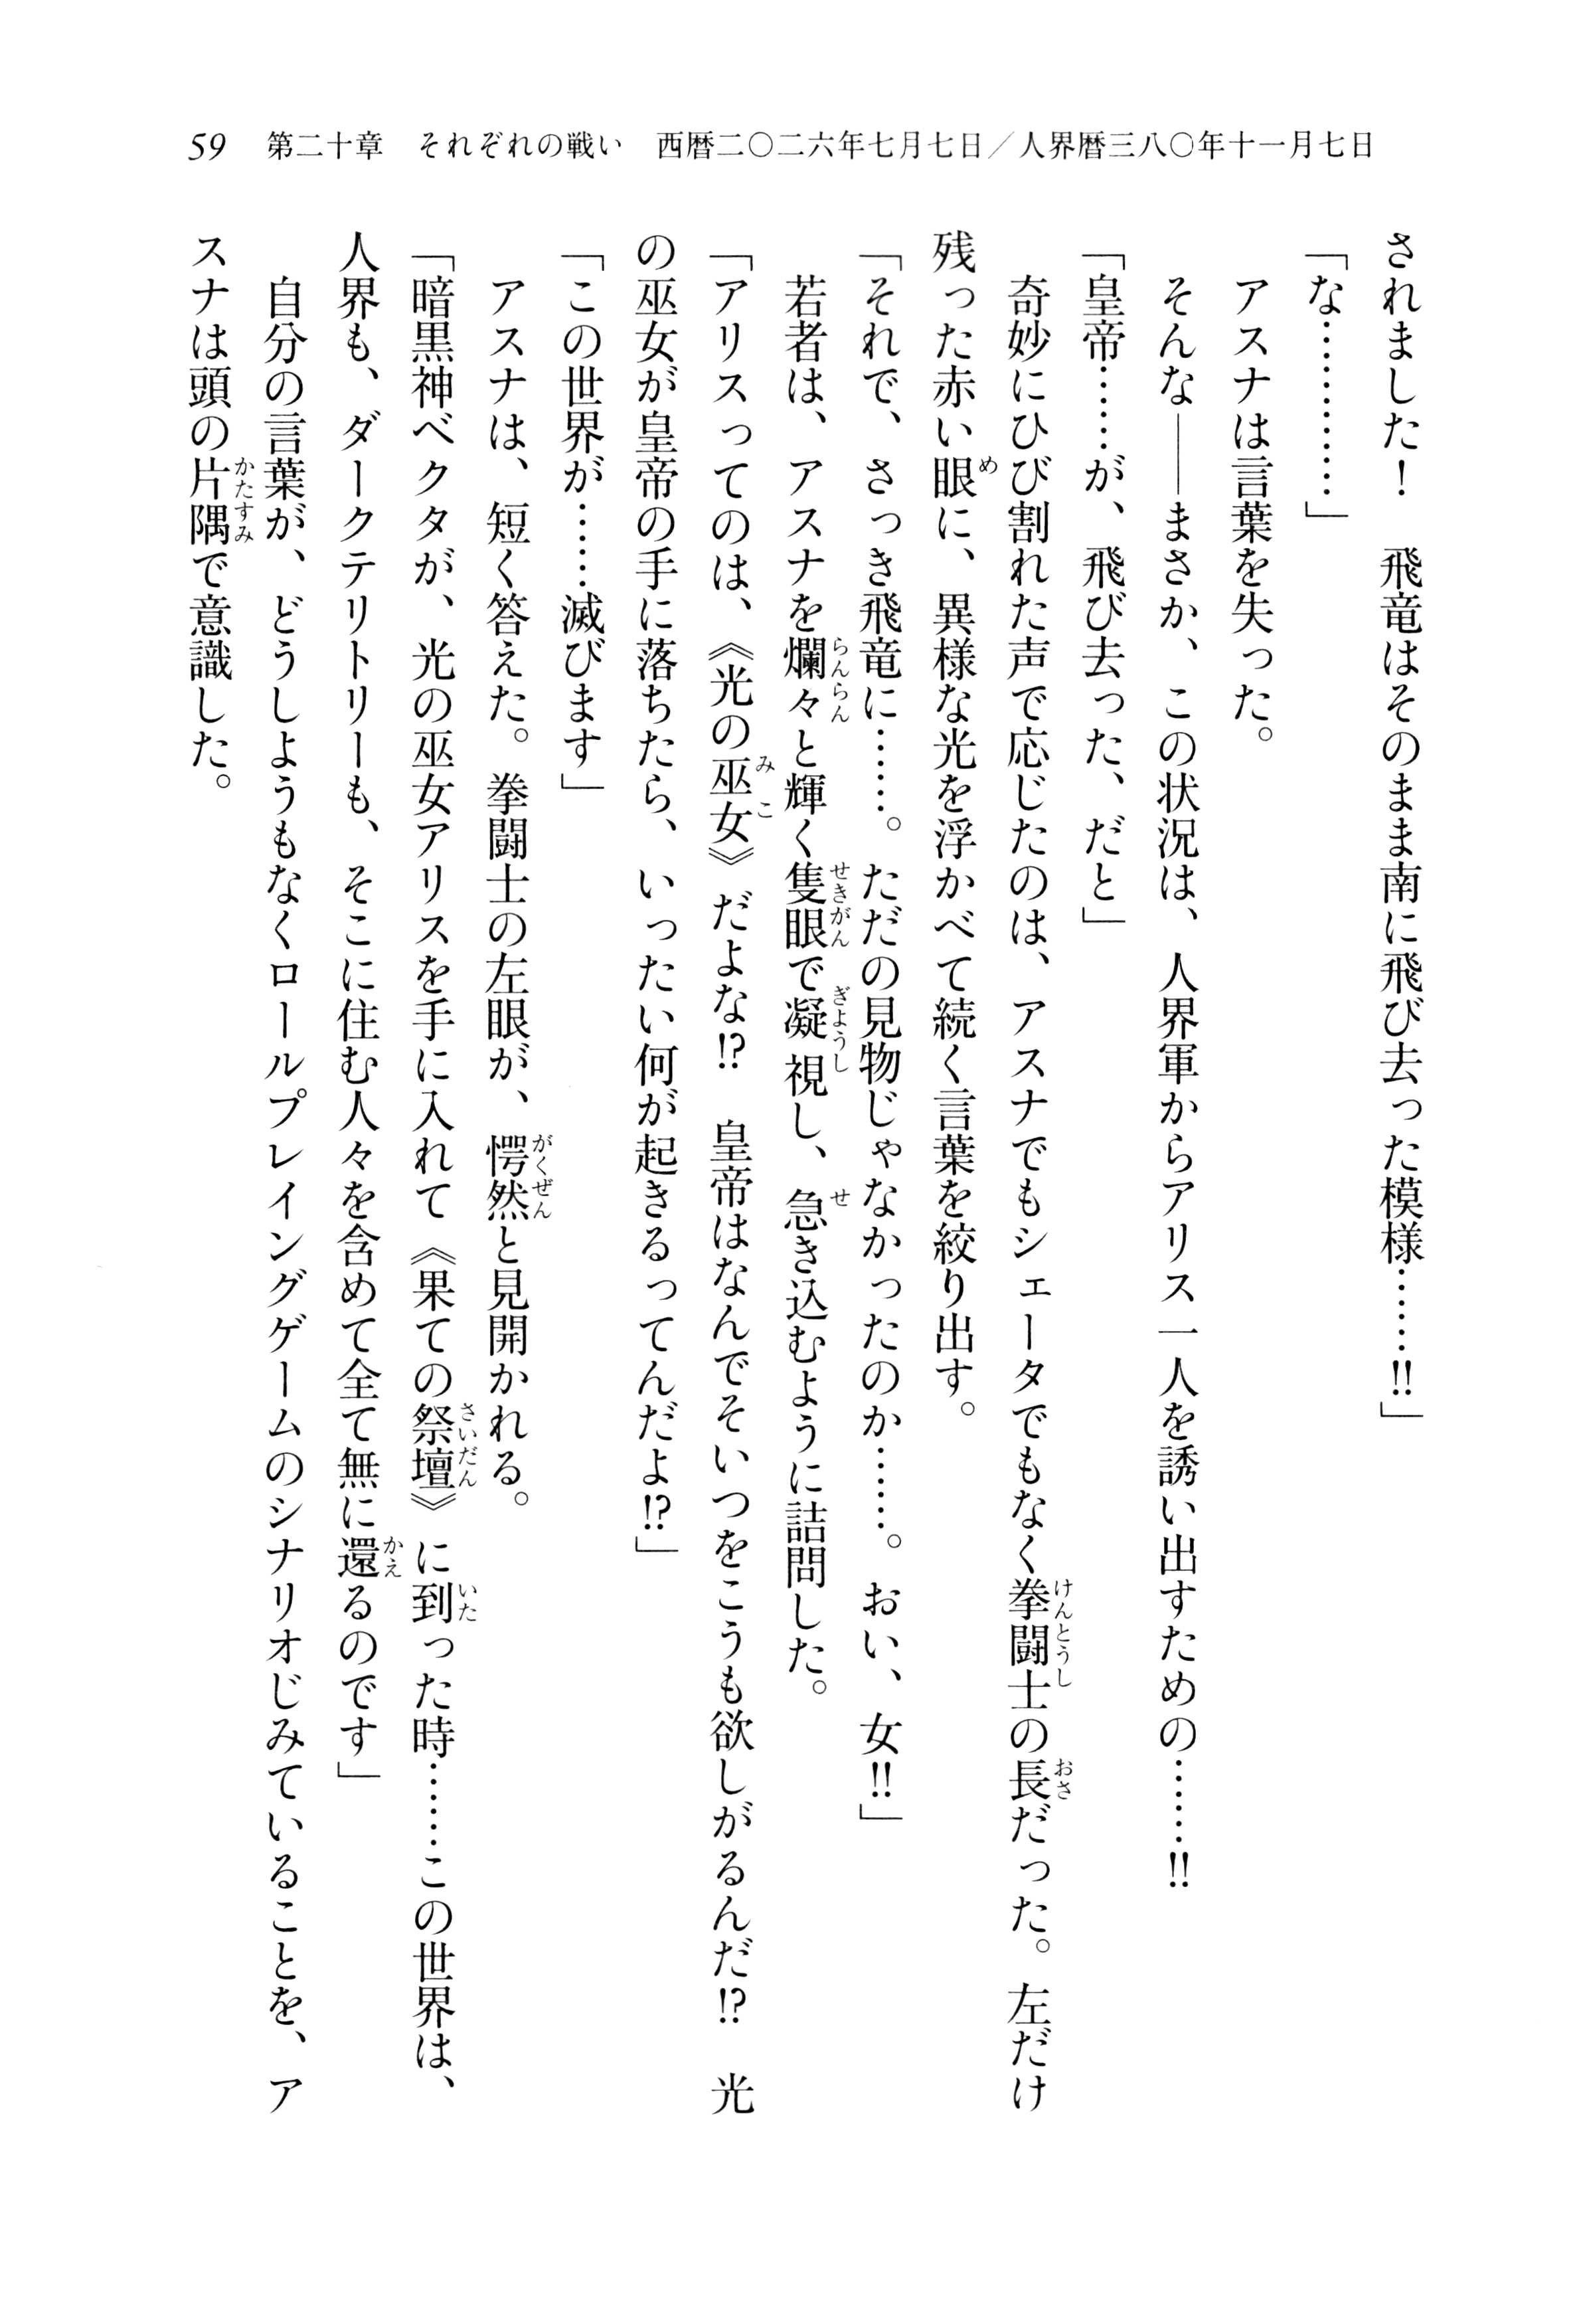 59　第二十章　それぞれの戦い　西暦二〇二六年七月七日／人界暦三八〇年十一月七日
されました！　飛竜はそのまま南に飛び去った模様……!!」
「な…………」
　アスナは言葉を失った。
　そんな――まさか、この状況は、人界軍からアリス一人を誘い出すための……!!
「皇帝……が、飛び去った、だと」
　奇妙にひび割れた声で応じたのは、アスナでもシェータでもなく拳闘士の長だった。左だけ
残った赤い眼に、異様な光を浮かべて続く言葉を絞り出す。
「それで、さっき飛竜に……。ただの見物じゃなかったのか……。おい、女!!」
　若者は、アスナを爛々と輝く隻眼で凝視し、急き込むように詰問した。
「アリスってのは、《光の巫女》だよな!?　皇帝はなんでそいつをこうも欲しがるんだ!?　光
の巫女が皇帝の手に落ちたら、いったい何が起きるってんだよ!?」
「この世界が……滅びます」
　アスナは、短く答えた。拳闘士の左眼が、愕然と見開かれる。
「暗黒神ベクタが、光の巫女アリスを手に入れて《果ての祭壇》に到った時……この世界は、
人界も、ダークテリトリーも、そこに住む人々を含めて全て無に還るのです」
　自分の言葉が、どうしようもなくロールプレイングゲームのシナリオじみていることを、ア
スナは頭の片隅で意識した。